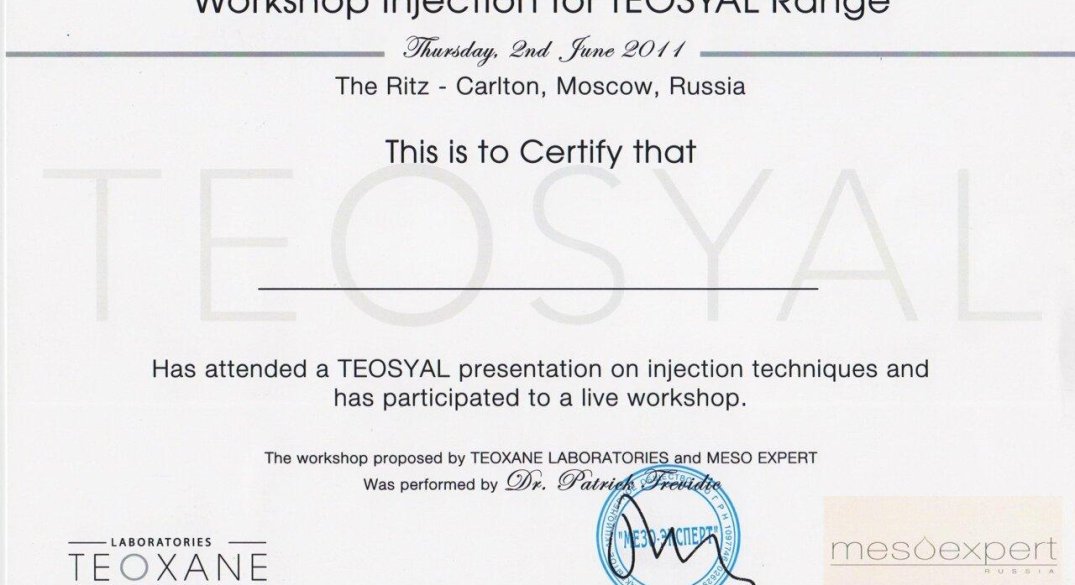 Workshop Injection for TEOSYAL Range
Thursday, 2nd June 2011
The Ritz - Carlton, Moscow, Russia
This is to Certify that
TEOSYAL
Has attended a TEOSYAL presentation on injection techniques and
has participated to a live workshop.
The workshop proposed by TEOXANE LABORATORIES and MESO EXPERT
Was performed by Dr. Patrick Trevidic
"МЕЗО-ЭКСПЕРТ"
LABORATORIES
TEOXANE
mesoexpert
RUSSIA